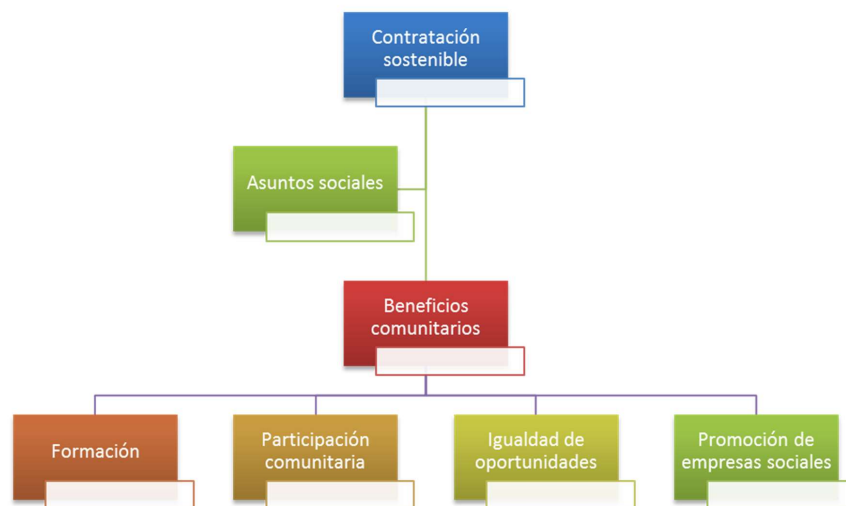 Contratación
sostenible
Asuntos sociales
Beneficios
comunitarios
Formación
Participación
comunitaria
Igualdad de
oportunidades
Promoción de
empresas sociales